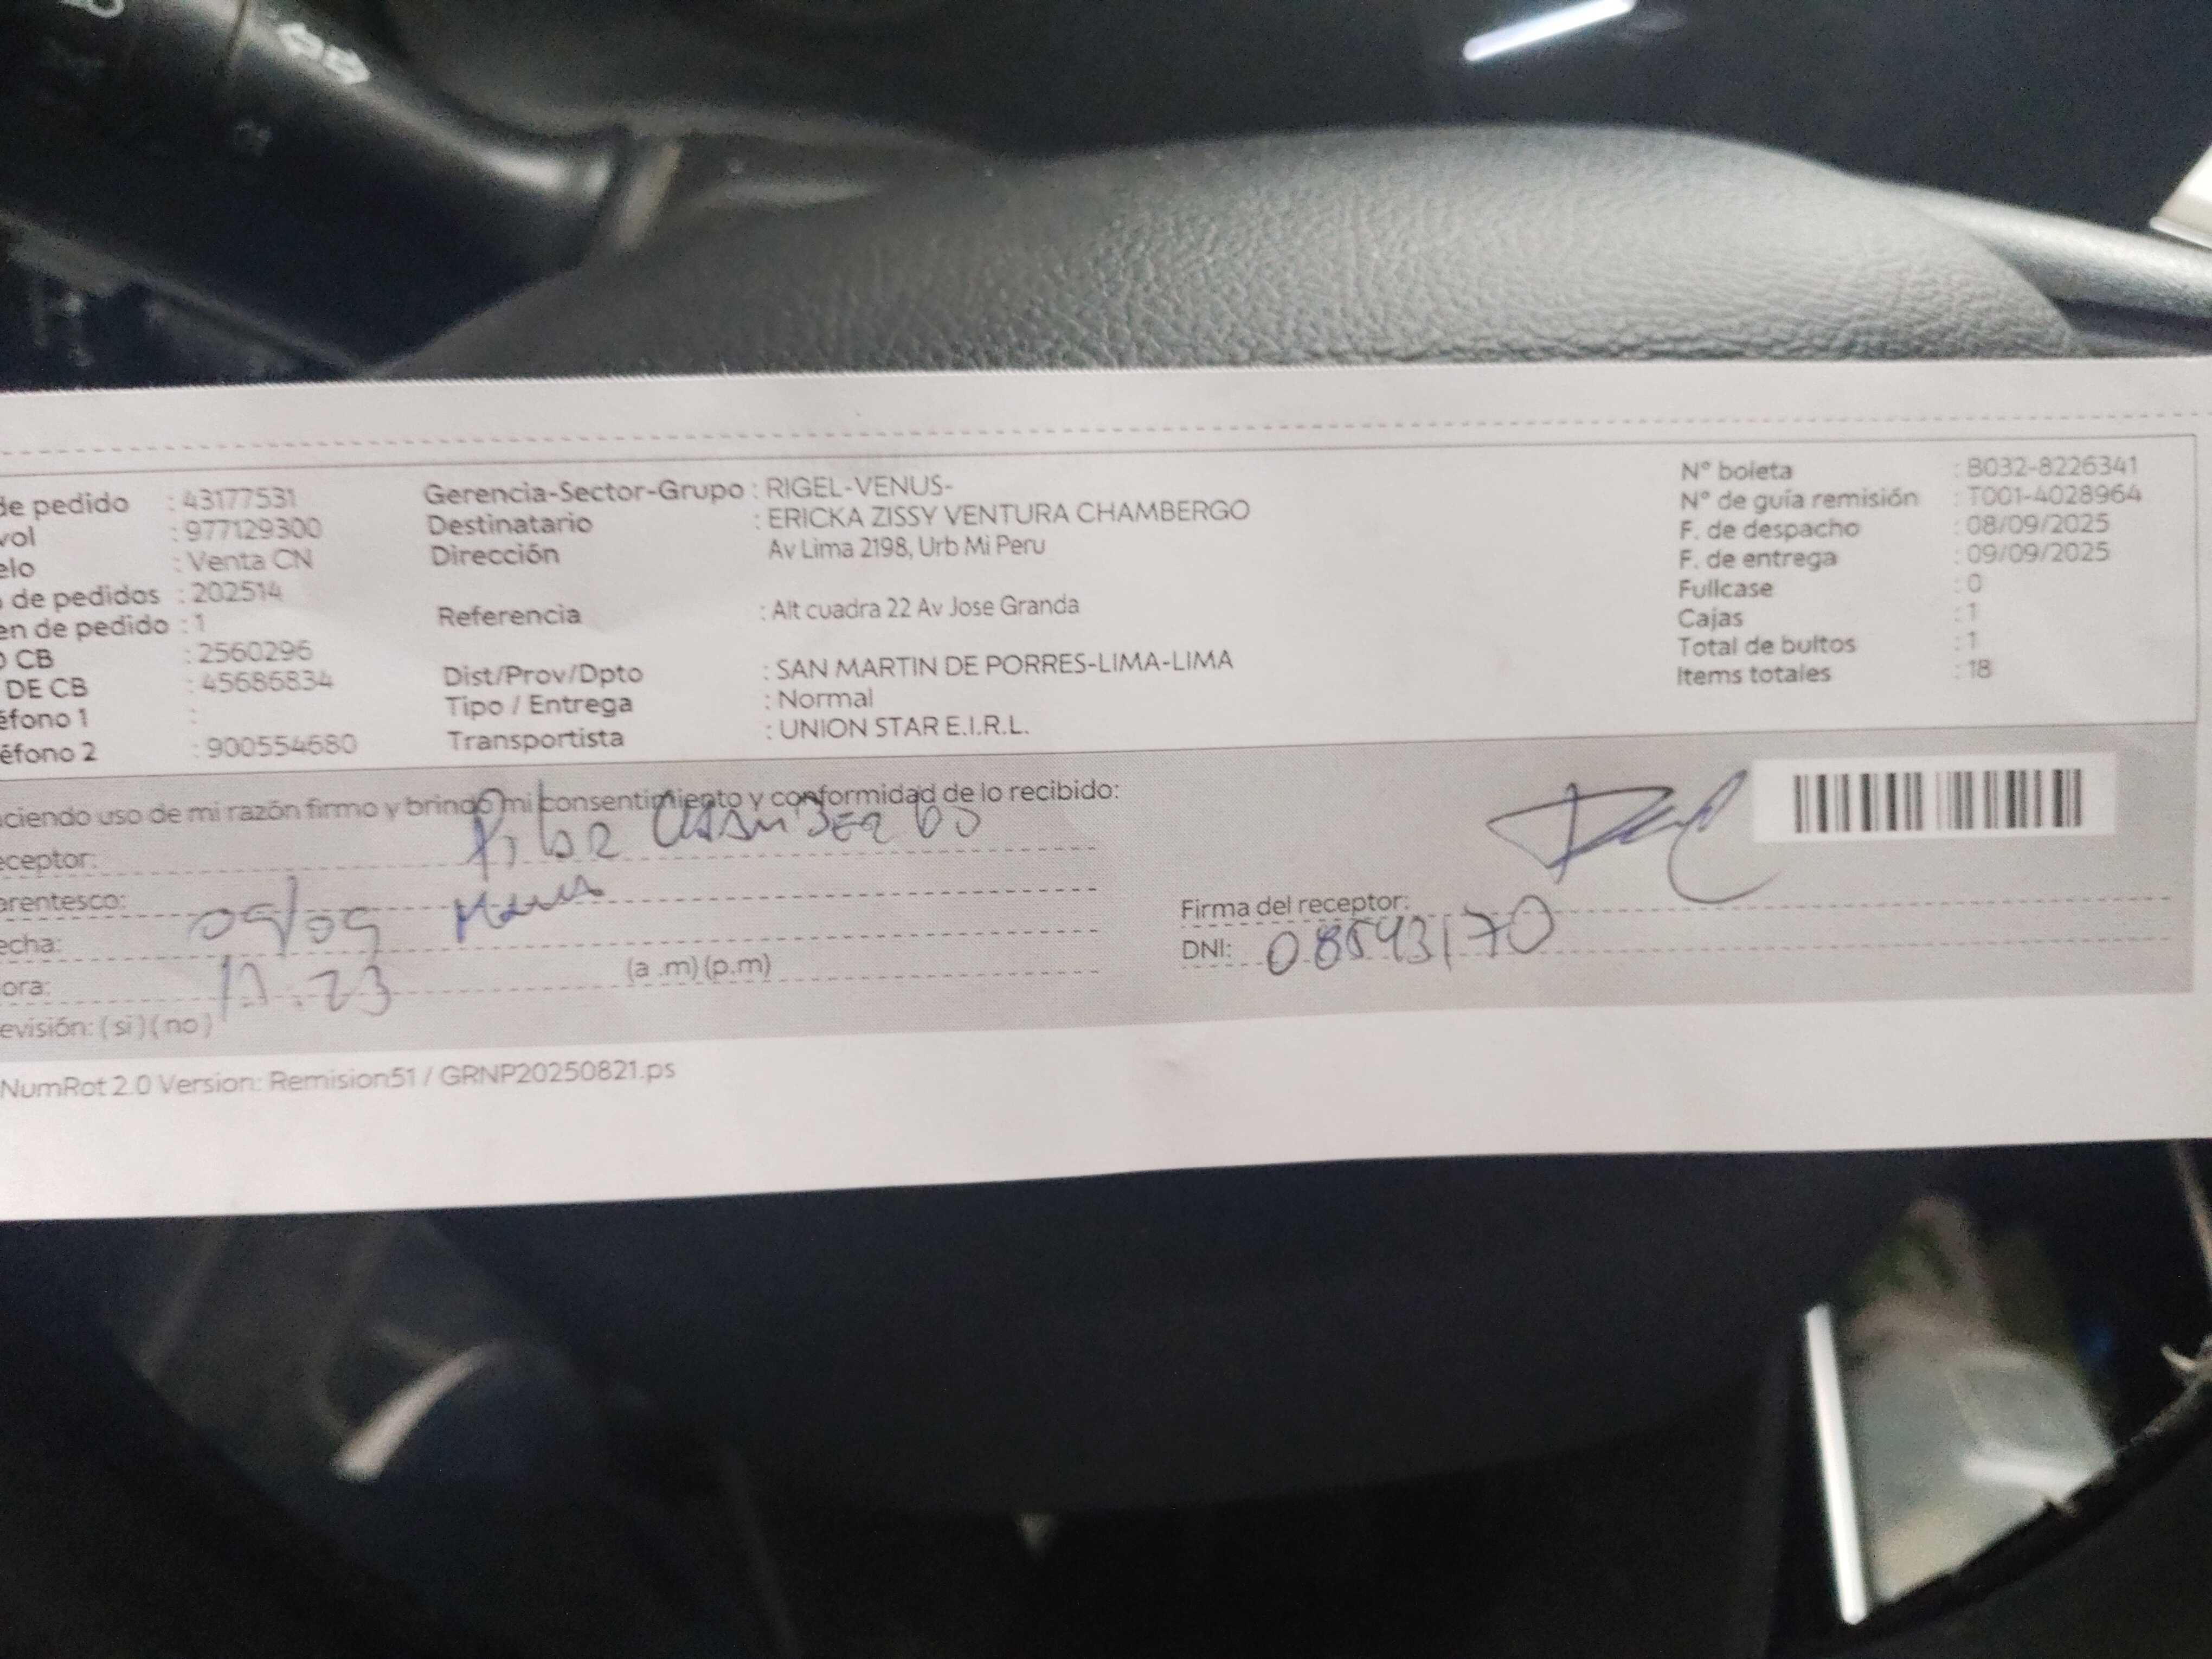 de pedido : 43177531
vol : 977129300
elo : Venta CN
de pedidos : 202514
en de pedido : 1
CB : 2560296
DE CB : 45686834
éfono 1 :
éfono 2 : 900554680
Gerencia-Sector-Grupo : RIGEL-VENUS-
Destinatario : ERICKA ZISSY VENTURA CHAMBERGO
Dirección Av Lima 2198, Urb Mi Peru
Referencia : Alt cuadra 22 Av Jose Granda
Dist/Prov/Dpto : SAN MARTIN DE PORRES-LIMA-LIMA
Tipo / Entrega : Normal
Transportista : UNION STAR E.I.R.L.
N° boleta : B032-8226341
N° de guía remisión : T001-4028964
F. de despacho : 08/09/2025
F. de entrega : 09/09/2025
Fullcase : 0
Cajas : 1
Total de bultos : 1
Items totales : 18
ciendo uso de mi razón firmo y brindo mi consentimiento y conformidad de lo recibido:
eceptor:
arentesco:
echa: 09/09
ora: (a .m) (p.m)
evisión: ( si ) ( no )
Firma del receptor:
DNI: 08543170
NumRot 2.0 Version: Remision51 / GRNP20250821.ps